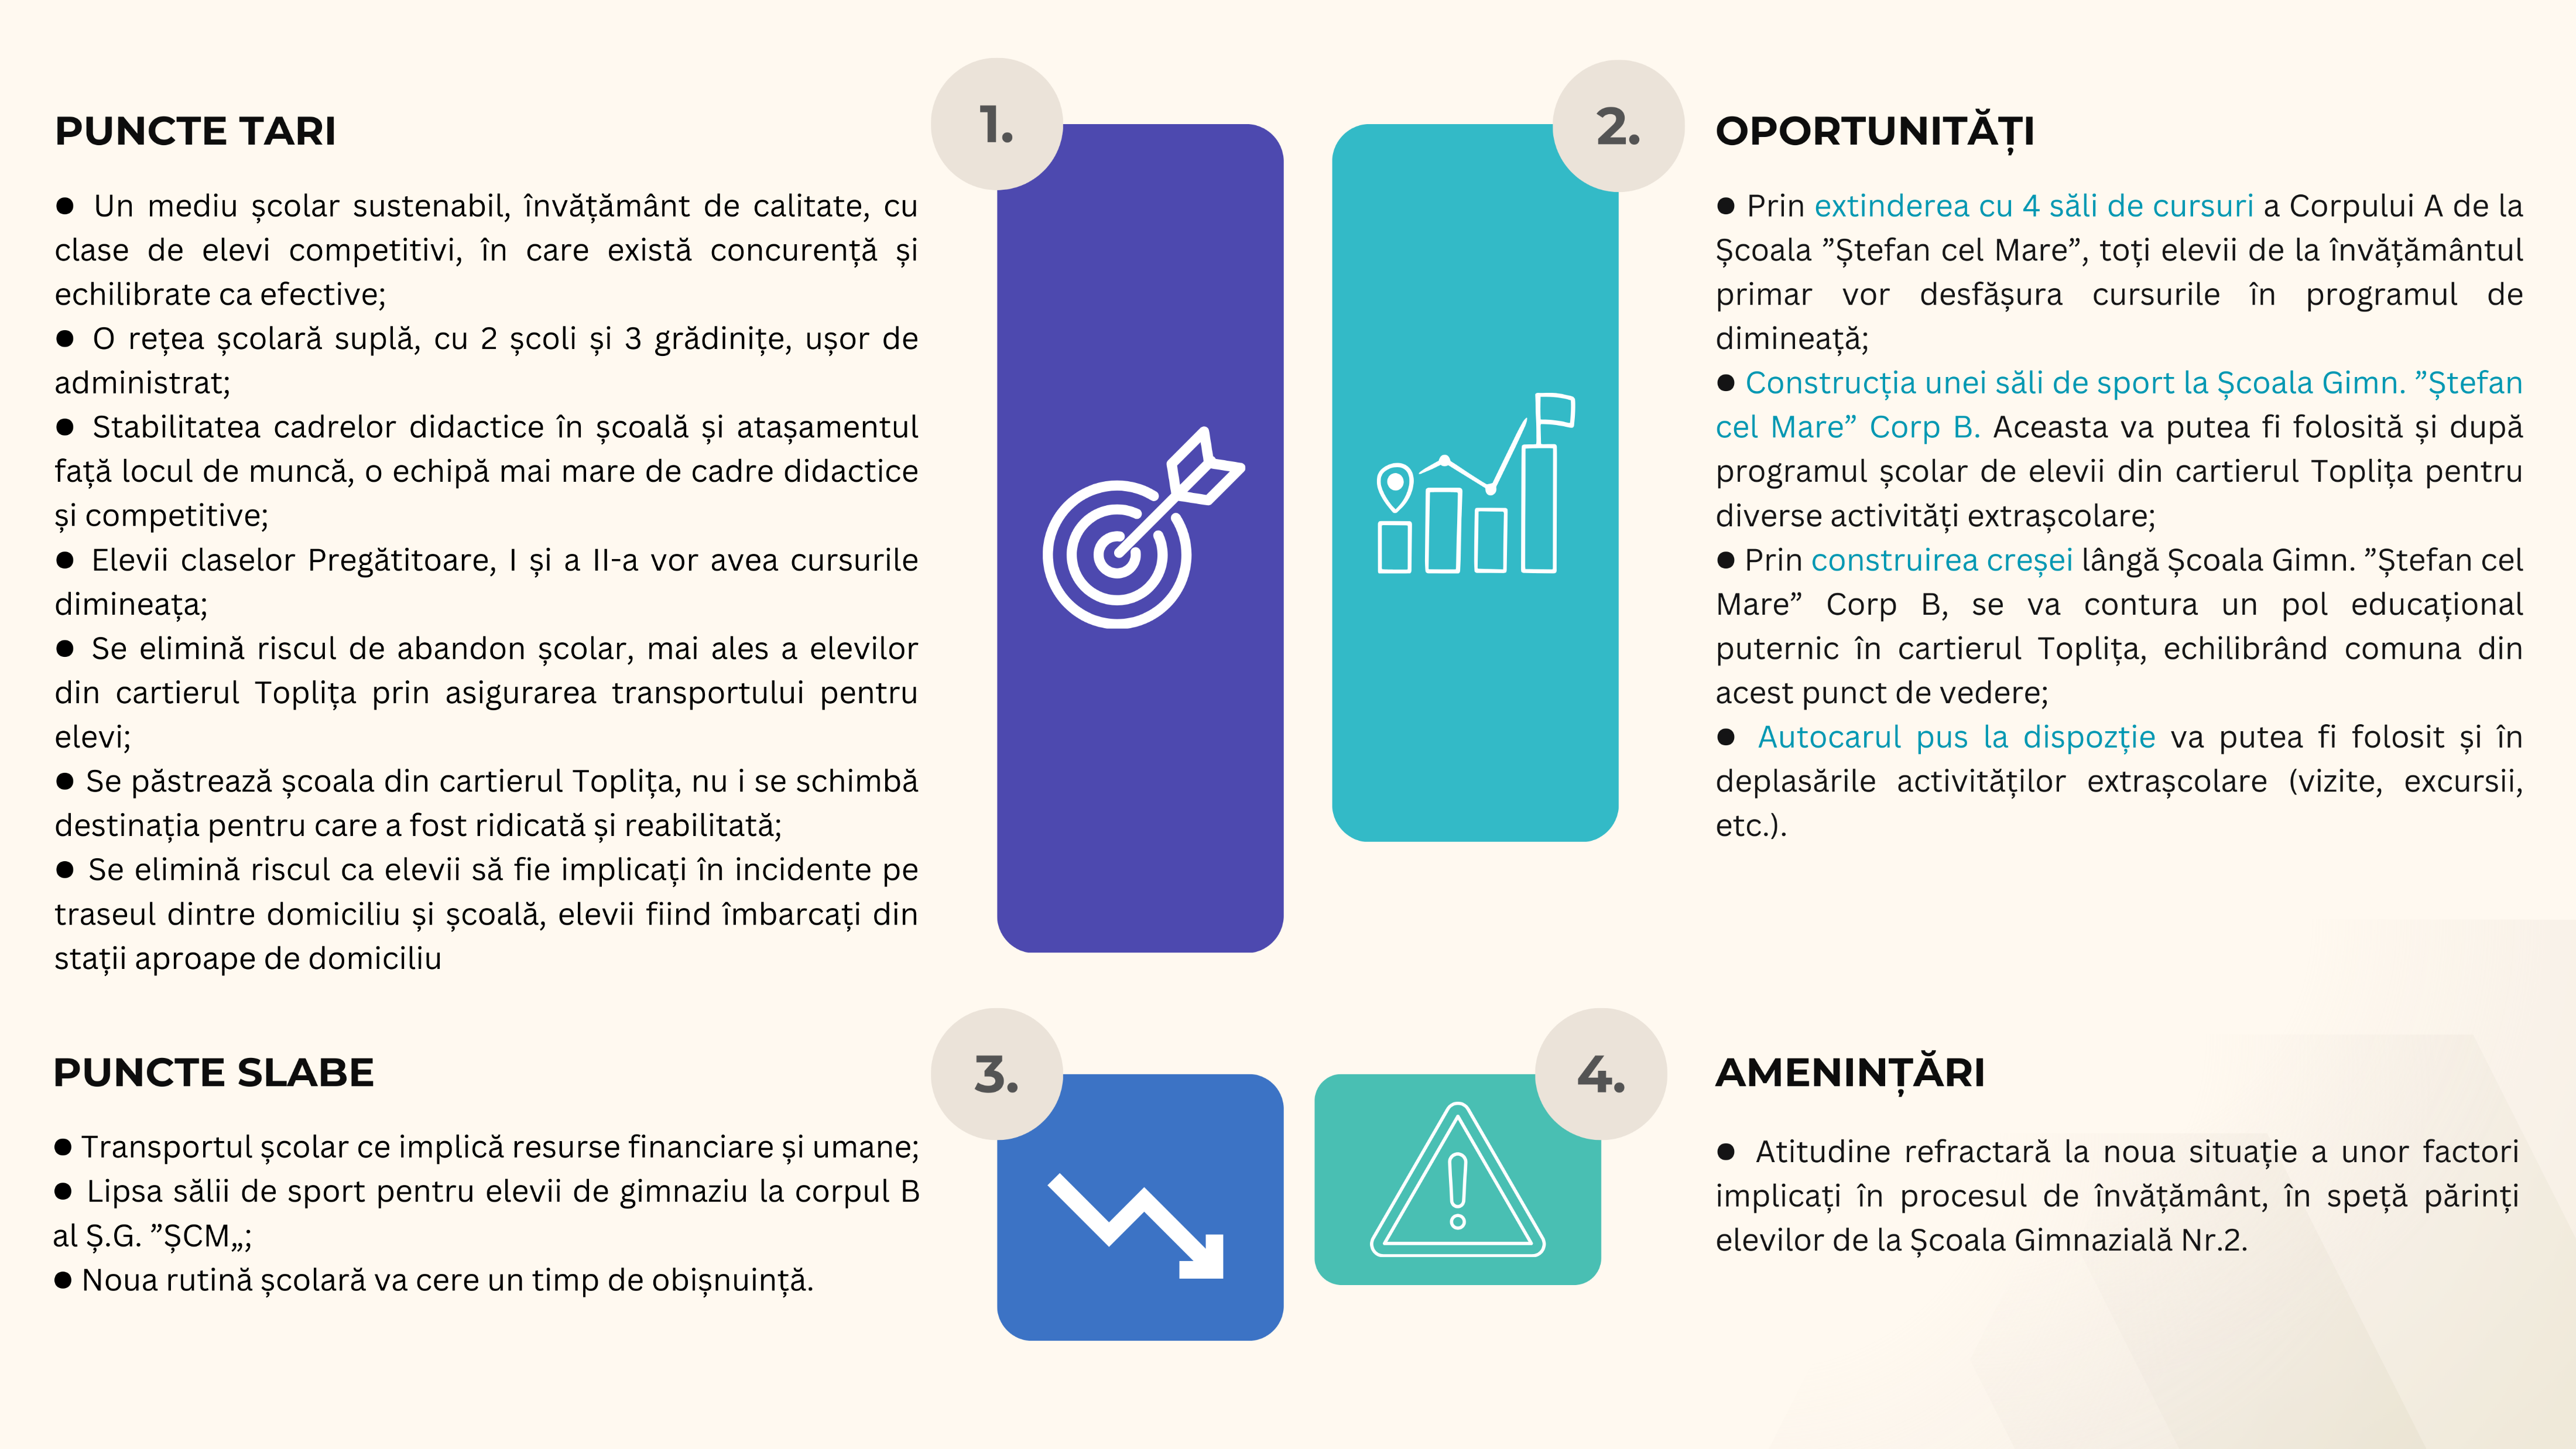 1.
PUNCTE TARI
● Un mediu școlar sustenabil, învățământ de calitate, cu
clase de elevi competitivi, în care există concurență și
echilibrate ca efective;
● O rețea școlară suplă, cu 2 școli și 3 grădinițe, ușor de
administrat;
● Stabilitatea cadrelor didactice în școală și atașamentul
față locul de muncă, o echipă mai mare de cadre didactice
și competitive;
● Elevii claselor Pregătitoare, I și a II-a vor avea cursurile
dimineața;
● Se elimină riscul de abandon școlar, mai ales a elevilor
din cartierul Toplița prin asigurarea transportului pentru
elevi;
● Se păstrează școala din cartierul Toplița, nu i se schimbă
destinația pentru care a fost ridicată și reabilitată;
● Se elimină riscul ca elevii să fie implicați în incidente pe
traseul dintre domiciliu și școală, elevii fiind îmbarcați din
stații aproape de domiciliu
2.
OPORTUNITĂȚI
● Prin extinderea cu 4 săli de cursuri a Corpului A de la
Școala ”Ștefan cel Mare”, toți elevii de la învățământul
primar vor desfășura cursurile în programul de
dimineață;
● Construcția unei săli de sport la Școala Gimn. ”Ștefan
cel Mare” Corp B. Aceasta va putea fi folosită și după
programul școlar de elevii din cartierul Toplița pentru
diverse activități extrașcolare;
● Prin construirea creșei lângă Școala Gimn. ”Ștefan cel
Mare” Corp B, se va contura un pol educațional
puternic în cartierul Toplița, echilibrând comuna din
acest punct de vedere;
● Autocarul pus la dispoziție va putea fi folosit și în
deplasările activităților extrașcolare (vizite, excursii,
etc.).
3.
PUNCTE SLABE
● Transportul școlar ce implică resurse financiare și umane;
● Lipsa sălii de sport pentru elevii de gimnaziu la corpul B
al Ș.G. ”ȘCM„;
● Noua rutină școlară va cere un timp de obișnuință.
4.
AMENINȚĂRI
● Atitudine refractară la noua situație a unor factori
implicați în procesul de învățământ, în speță părinți
elevilor de la Școala Gimnazială Nr.2.